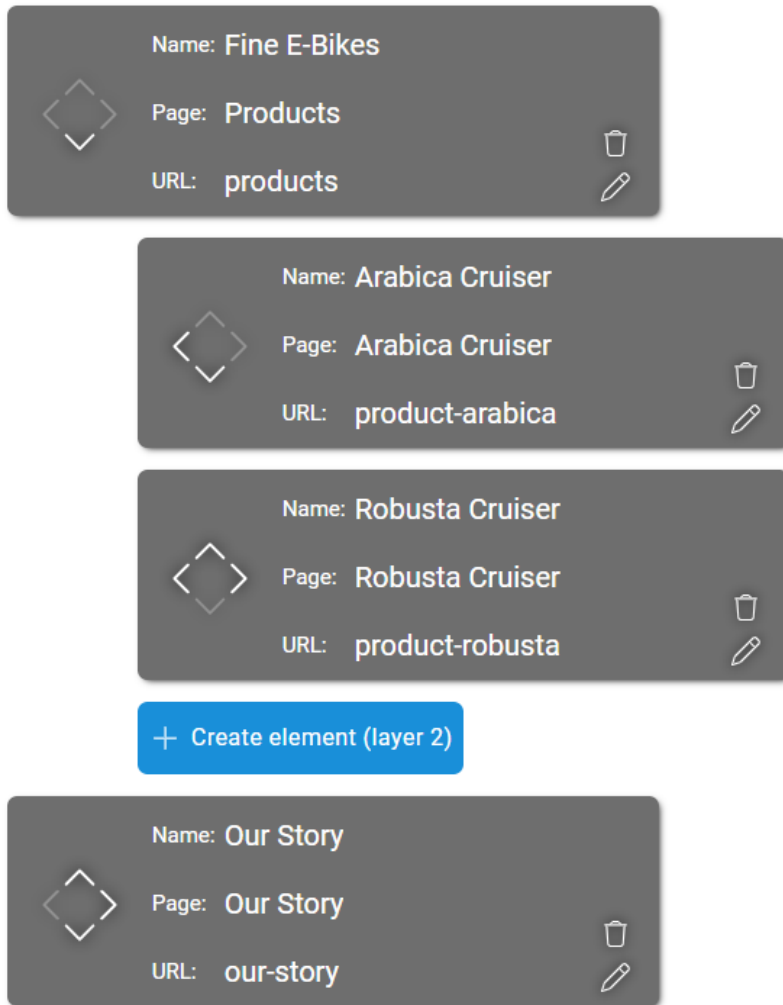 Name: Fine E-Bikes
Page: Products
URL: products
Name: Arabica Cruiser
Page: Arabica Cruiser
URL: product-arabica
Name: Robusta Cruiser
Page: Robusta Cruiser
URL: product-robusta
+ Create element (layer 2)
Name: Our Story
Page: Our Story
URL: our-story